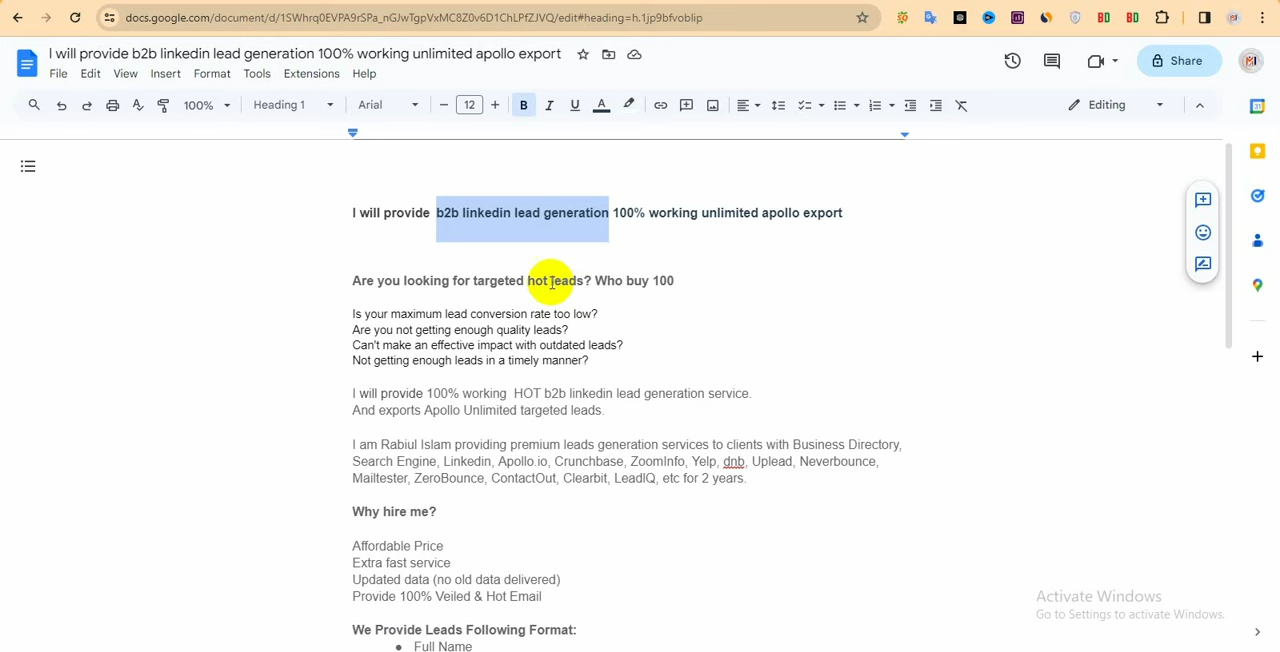 docs.google.com/document/d/1SWhrq0EVPA9rSPa_nGJwTgpVxMC8Z0v6D1ChLPfZJVQ/edit#heading=h.1jp9bfvoblip
I will provide b2b linkedin lead generation 100% working unlimited apollo export
File Edit View Insert Format Tools Extensions Help
Share
100% Heading 1 Arial 12 B I U A Editing
I will provide b2b linkedin lead generation 100% working unlimited apollo export
Are you looking for targeted hot leads? Who buy 100
Is your maximum lead conversion rate too low?
Are you not getting enough quality leads?
Can't make an effective impact with outdated leads?
Not getting enough leads in a timely manner?
I will provide 100% working HOT b2b linkedin lead generation service.
And exports Apollo Unlimited targeted leads.
I am Rabiul Islam providing premium leads generation services to clients with Business Directory,
Search Engine, Linkedin, Apollo.io, Crunchbase, ZoomInfo, Yelp, dnb, Uplead, Neverbounce,
Mailtester, ZeroBounce, ContactOut, Clearbit, LeadIQ, etc for 2 years.
Why hire me?
Affordable Price
Extra fast service
Updated data (no old data delivered)
Provide 100% Veiled & Hot Email
We Provide Leads Following Format:
● Full Name
Activate Windows
Go to Settings to activate Windows.